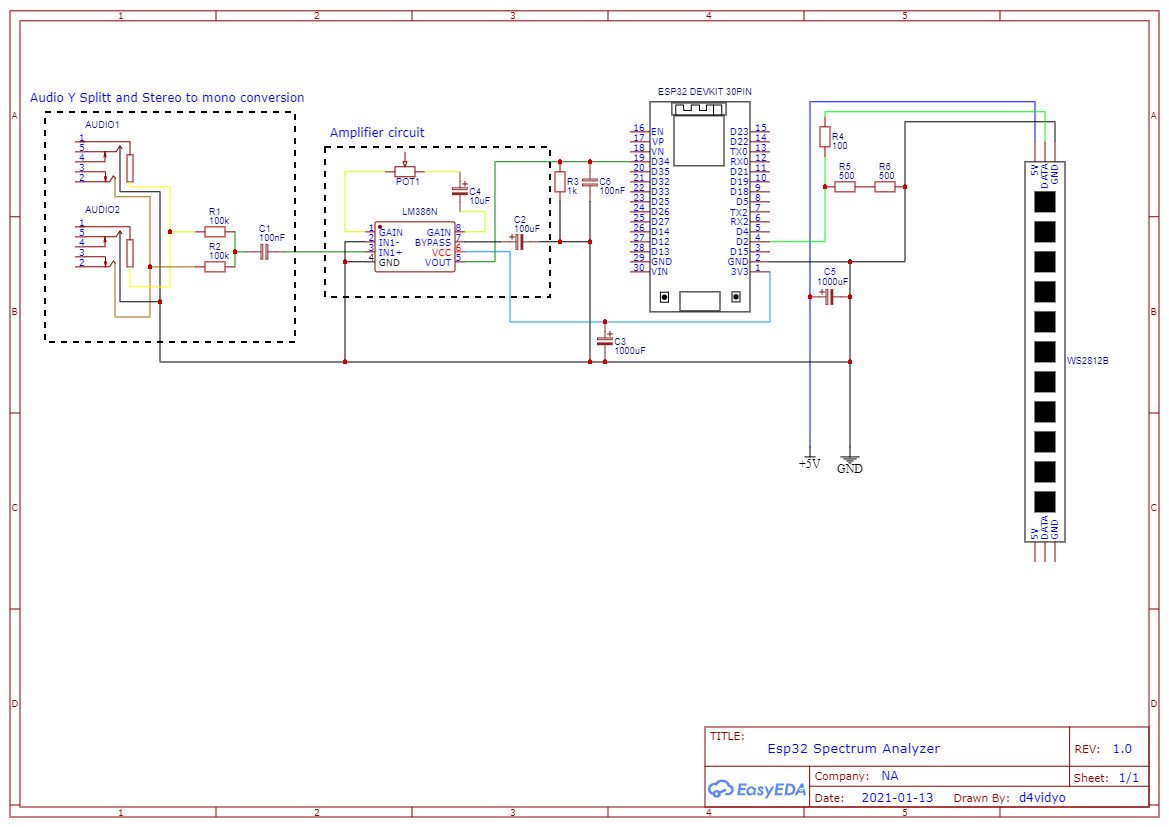 1 2 3 4 5
A
B
C
D
A
B
C
D
1 2 3 4 5
Audio Y Splitt and Stereo to mono conversion
AUDIO1
1
5
4
3
2
AUDIO2
1
5
4
3
2
R1
100k
R2
100k
C1
100nF
Amplifier circuit
POT1
C4
10uF
LM386N
1 GAIN
2 IN1-
3 IN1+
4 GND
GAIN 8
BYPASS 7
VCC 6
VOUT 5
C2
100uF
R3
1k
C6
100nF
C3
1000uF
ESP32 DEVKIT 30PIN
16 EN D23 15
17 VP D22 14
18 VN TX0 13
19 D34 RX0 12
20 D35 D21 11
21 D32 D19 10
22 D33 D18 9
23 D25 D5 8
24 D26 TX2 7
25 D27 RX2 6
26 D14 D4 5
27 D12 D2 4
28 D13 D15 3
29 GND GND 2
30 VIN 3V3 1
R4
100
R5
500
R6
500
C5
1000uF
+5V
GND
5V
DATA
GND
WS2812B
5V
DATA
GND
TITLE:
Esp32 Spectrum Analyzer
REV: 1.0
EasyEDA
Company: NA
Sheet: 1/1
Date: 2021-01-13 Drawn By: d4vidyo